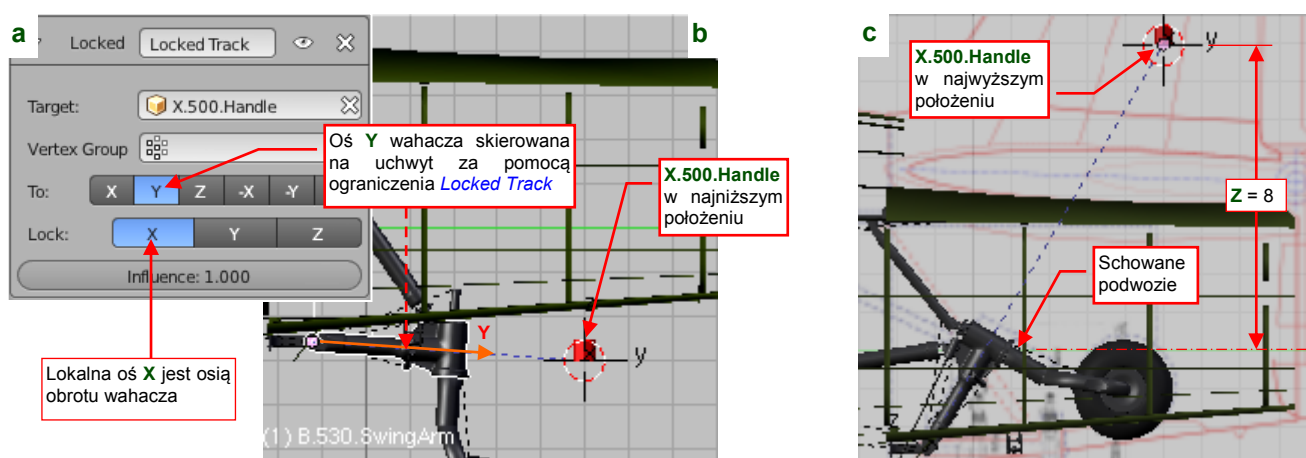 a
Locked
Locked Track
Target:
X.500.Handle
Vertex Group
To:
X
Y
Z
-X
-Y
Lock:
X
Y
Z
Influence: 1.000
Oś Y wahacza skierowana
na uchwyt za pomocą
ograniczenia Locked Track
Lokalna oś X jest osią
obrotu wahacza
b
X.500.Handle
w najniższym
położeniu
Y
y
(1) B.530.SwingArm
c
X.500.Handle
w najwyższym
położeniu
y
Z = 8
Schowane
podwozie